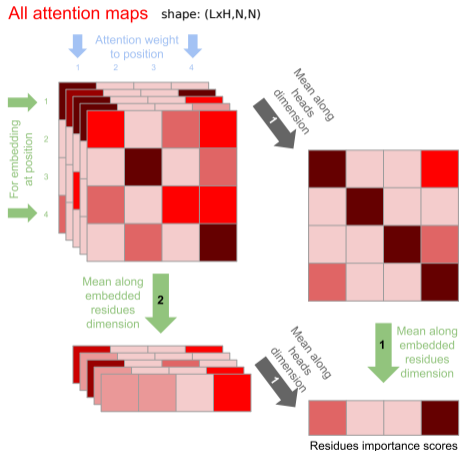 All attention maps shape: (LxH,N,N)
Attention weight
to position
1 2 3 4
For embedding
at position
1
2
3
4
Mean along
heads
dimension
1
Mean along
embedded
residues
dimension
2
Mean along
heads
dimension
1
1
Mean along
embedded
residues
dimension
Residues importance scores